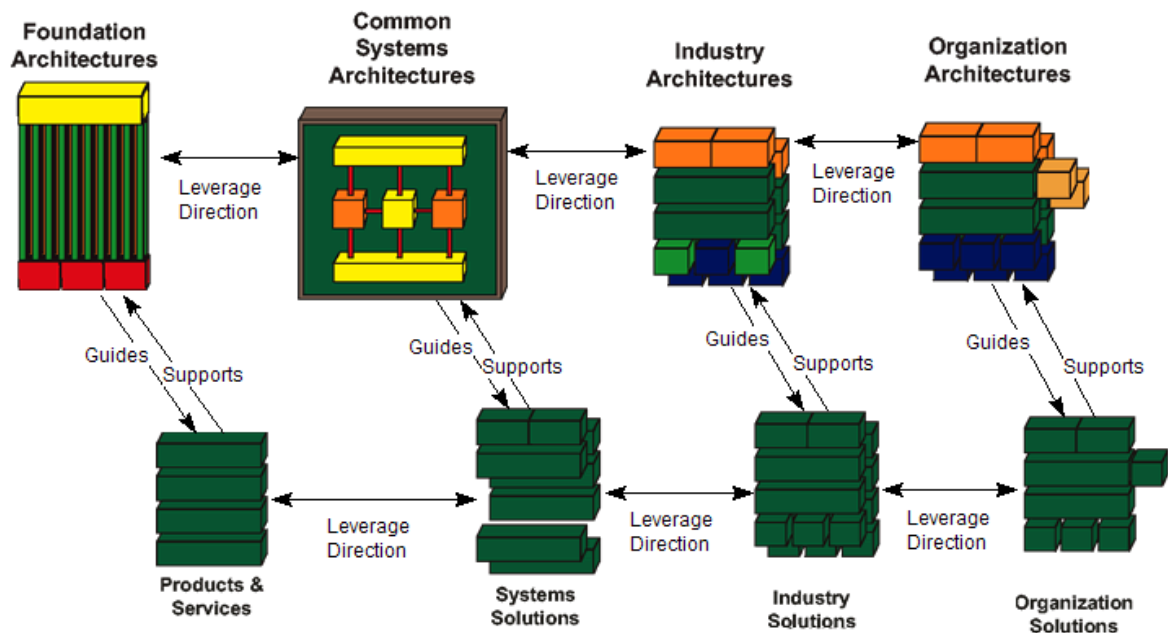 Foundation
Architectures
Common
Systems
Architectures
Industry
Architectures
Organization
Architectures
Leverage
Direction
Leverage
Direction
Leverage
Direction
Guides
Supports
Guides
Supports
Guides
Supports
Guides
Supports
Leverage
Direction
Leverage
Direction
Leverage
Direction
Products &
Services
Systems
Solutions
Industry
Solutions
Organization
Solutions